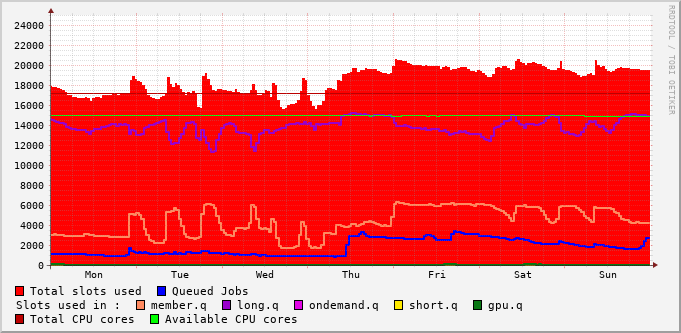 RRDTOOL / TOBI OETIKER
24000
22000
20000
18000
16000
14000
12000
10000
8000
6000
4000
2000
0
Mon Tue Wed Thu Fri Sat Sun
Total slots used Queued Jobs
Slots used in : member.q long.q ondemand.q short.q gpu.q
Total CPU cores Available CPU cores